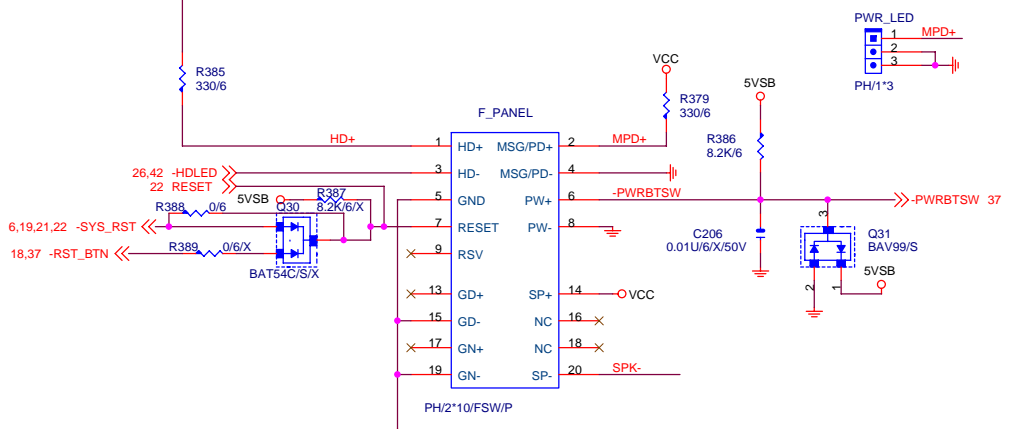 PWR_LED
1 MPD+
2
3
PH/1*3
R385
330/6
VCC
R379
330/6
5VSB
R386
8.2K/6
F_PANEL
HD+ 1 HD+ MSG/PD+ 2 MPD+
26,42 -HDLED 3 HD- MSG/PD- 4
22 RESET
5VSB R387 5 GND PW+ 6 -PWRBTSW -PWRBTSW 37
8.2K/6/X
R388 0/6 Q30
6,19,21,22 -SYS_RST 7 RESET PW- 8
18,37 -RST_BTN R389 0/6/X 9 RSV
BAT54C/S/X
C206
0.01U/6/X/50V
3
Q31
BAV99/S
5VSB
2 1
13 GD+ SP+ 14 VCC
15 GD- NC 16
17 GN+ NC 18
19 GN- SP- 20 SPK-
PH/2*10/FSW/P